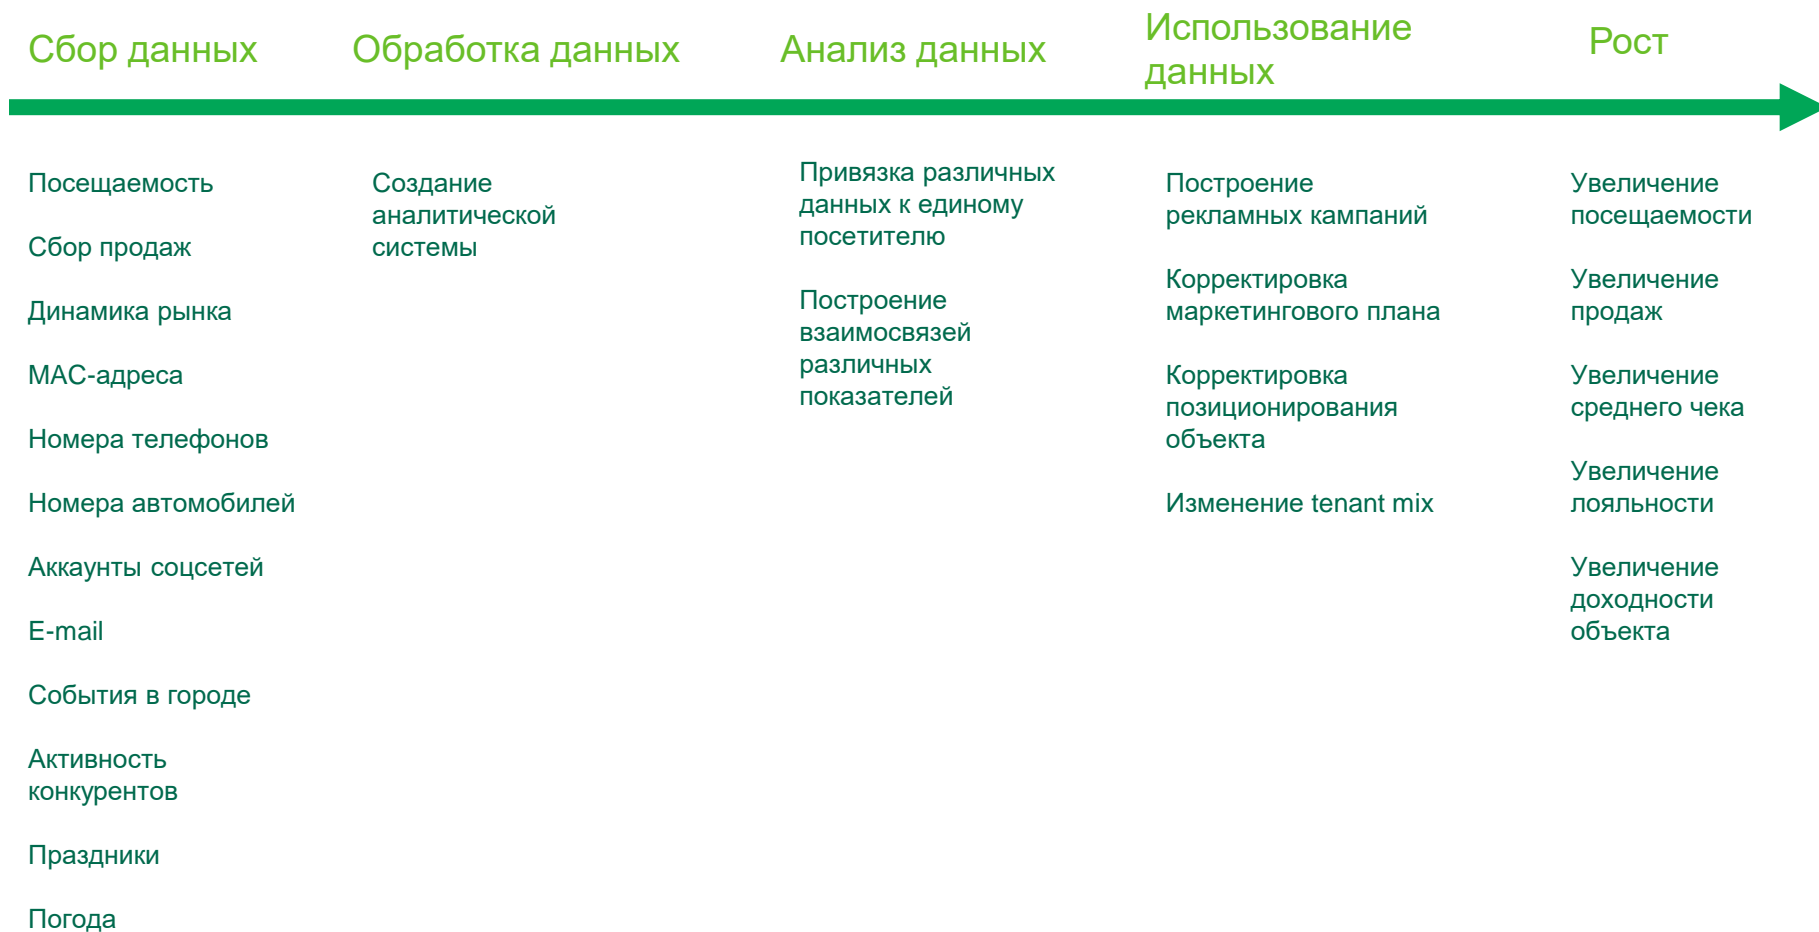 Сбор данных
Обработка данных
Анализ данных
Использование
данных
Рост
Посещаемость
Сбор продаж
Динамика рынка
MAC-адреса
Номера телефонов
Номера автомобилей
Аккаунты соцсетей
E-mail
События в городе
Активность
конкурентов
Праздники
Погода
Создание
аналитической
системы
Привязка различных
данных к единому
посетителю
Построение
взаимосвязей
различных
показателей
Построение
рекламных кампаний
Корректировка
маркетингового плана
Корректировка
позиционирования
объекта
Изменение tenant mix
Увеличение
посещаемости
Увеличение
продаж
Увеличение
среднего чека
Увеличение
лояльности
Увеличение
доходности
объекта